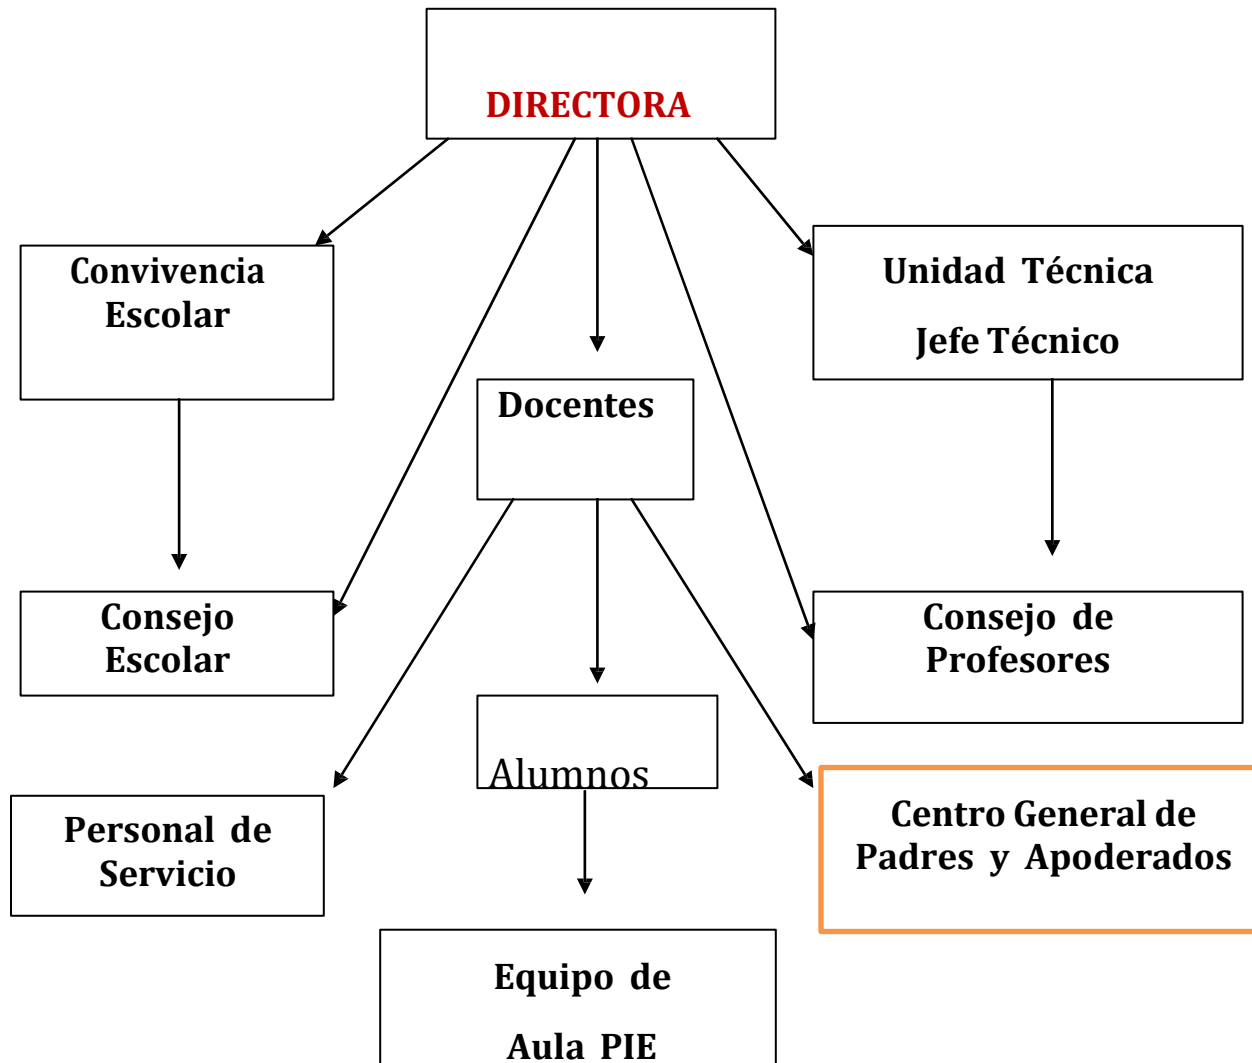 DIRECTORA
Convivencia
Escolar
Unidad Técnica
Jefe Técnico
Docentes
Consejo
Escolar
Consejo de
Profesores
Alumnos
Personal de
Servicio
Centro General de
Padres y Apoderados
Equipo de
Aula PIE